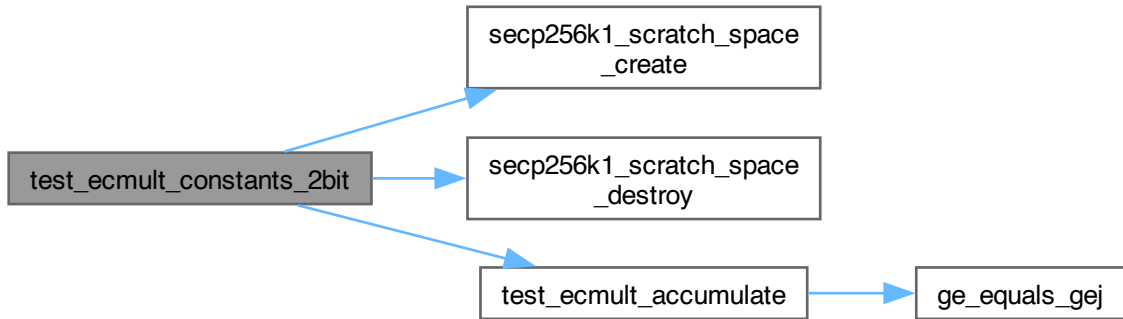 secp256k1_scratch_space
_create
test_ecmult_constants_2bit
secp256k1_scratch_space
_destroy
test_ecmult_accumulate
ge_equals_gej